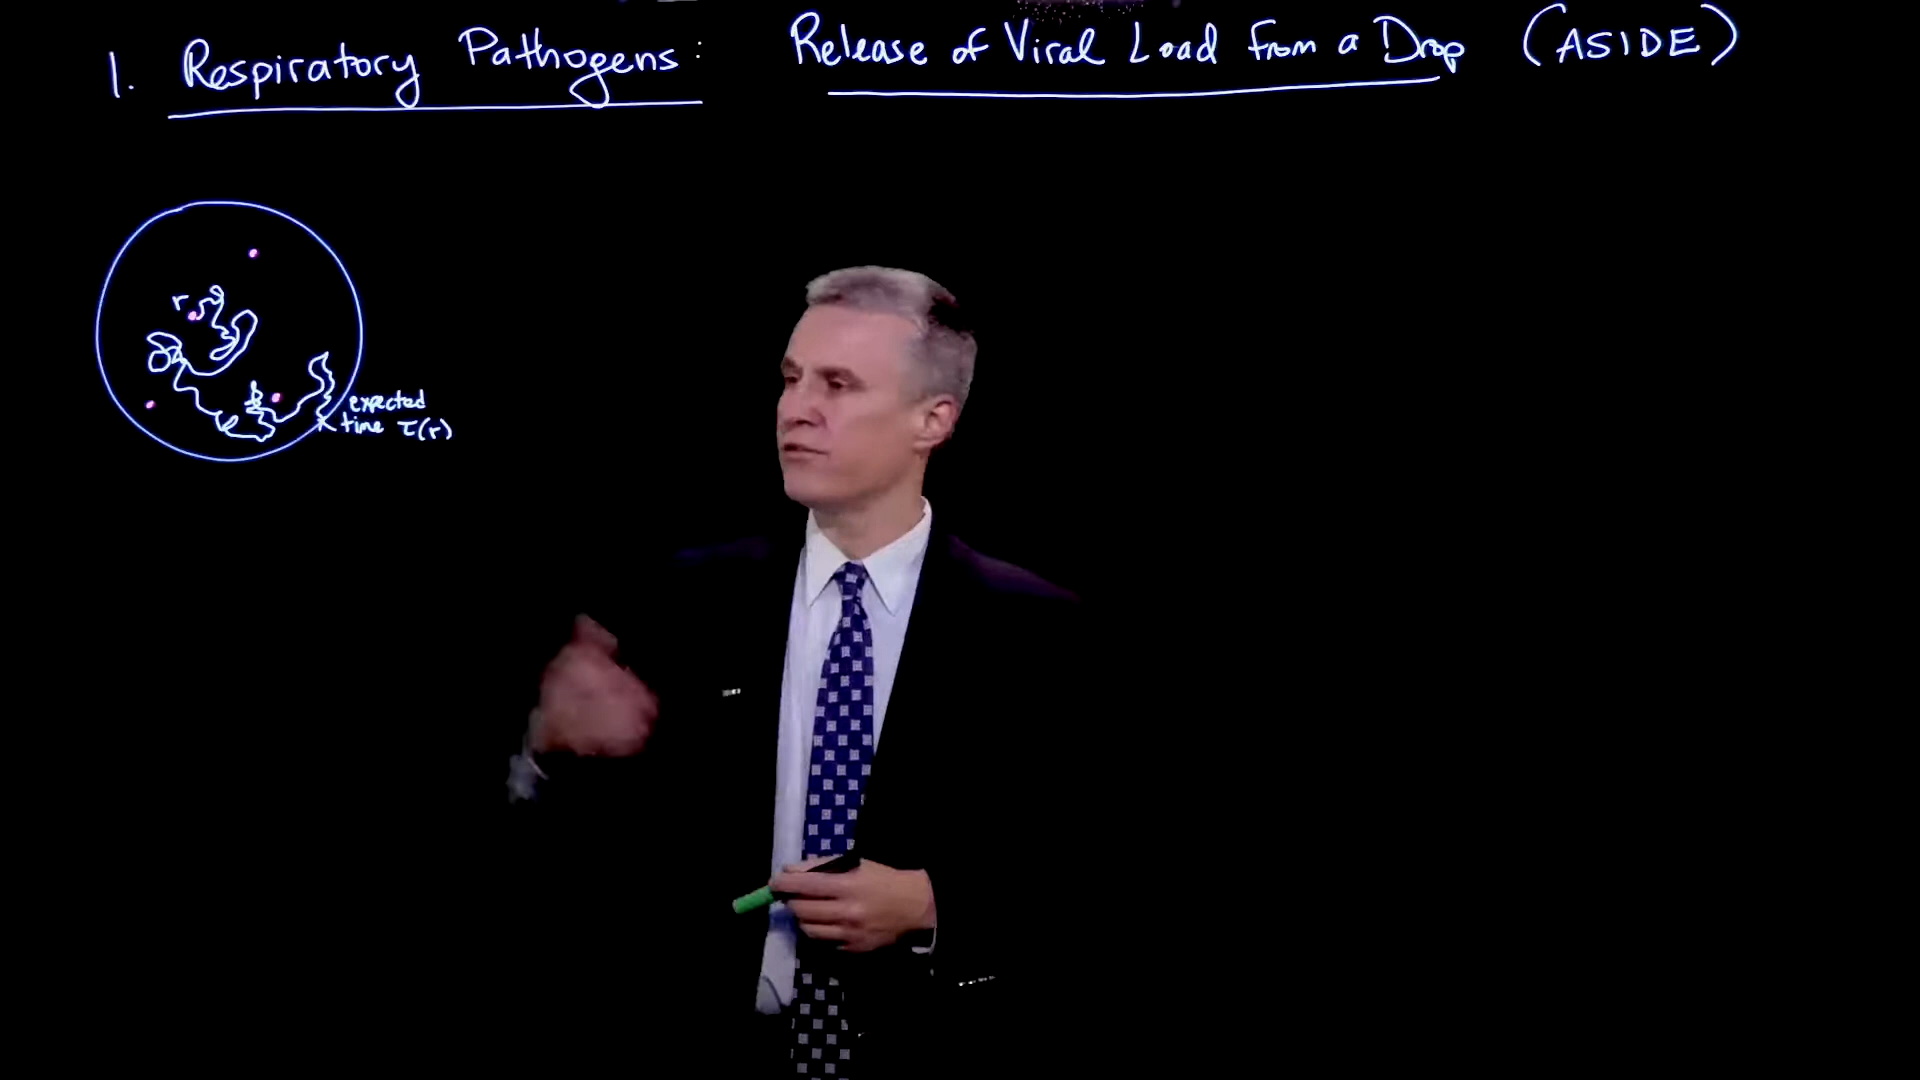 1. Respiratory Pathogens: Release of Viral Load from a Drop (ASIDE)
r
expected
time τ(r)